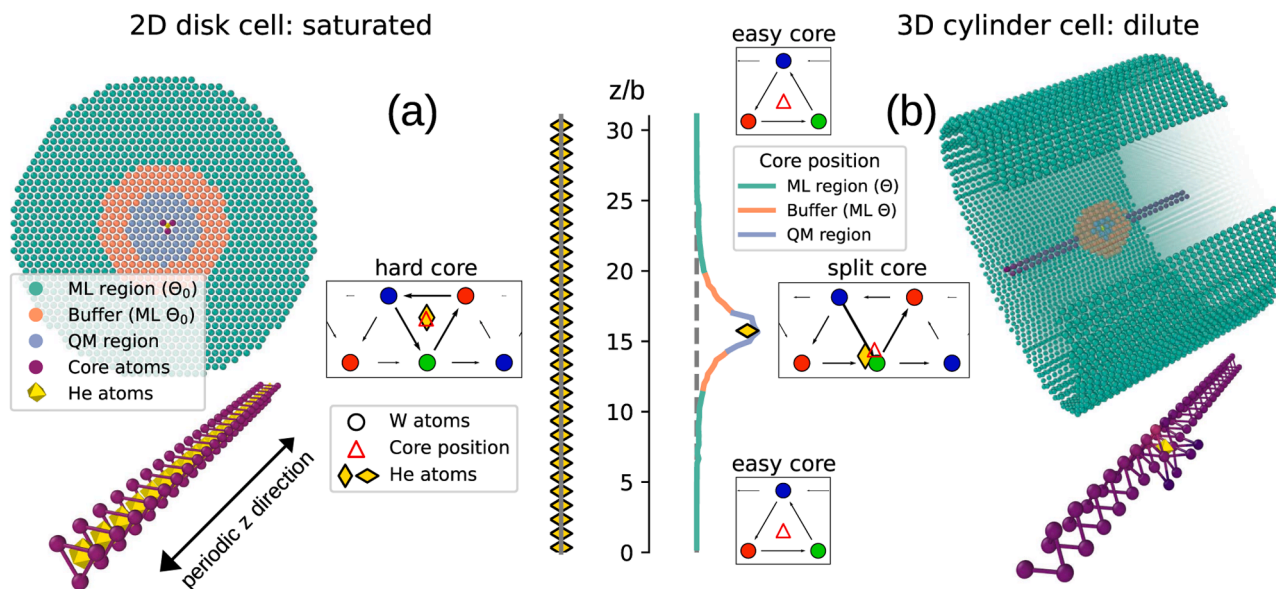 2D disk cell: saturated
3D cylinder cell: dilute
(a)
ML region (Θ₀)
Buffer (ML Θ₀)
QM region
Core atoms
He atoms
periodic z direction
hard core
W atoms
Core position
He atoms
z/b
30
25
20
15
10
5
0
easy core
(b)
Core position
ML region (Θ)
Buffer (ML Θ)
QM region
split core
easy core